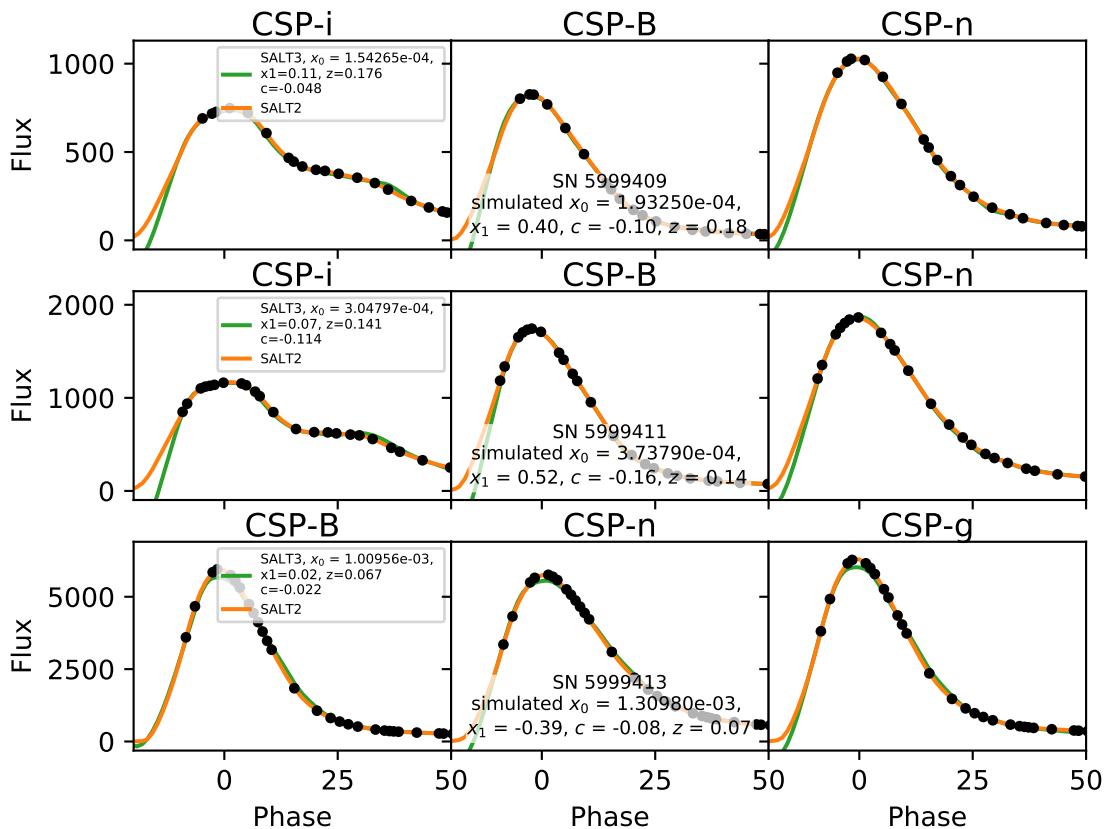 CSP-i CSP-B CSP-n
1000
500
0
Flux
SALT3, x₀ = 1.54265e-04,
x1=0.11, z=0.176
c=-0.048
SALT2
SN 5999409
simulated x₀ = 1.93250e-04,
x₁ = 0.40, c = -0.10, z = 0.18
CSP-i CSP-B CSP-n
2000
1000
0
Flux
SALT3, x₀ = 3.04797e-04,
x1=0.07, z=0.141
c=-0.114
SALT2
SN 5999411
simulated x₀ = 3.73790e-04,
x₁ = 0.52, c = -0.16, z = 0.14
CSP-B CSP-n CSP-g
5000
2500
0
Flux
SALT3, x₀ = 1.00956e-03,
x1=0.02, z=0.067
c=-0.022
SALT2
SN 5999413
simulated x₀ = 1.30980e-03,
x₁ = -0.39, c = -0.08, z = 0.07
0 25 50 0 25 50 0 25 50
Phase Phase Phase